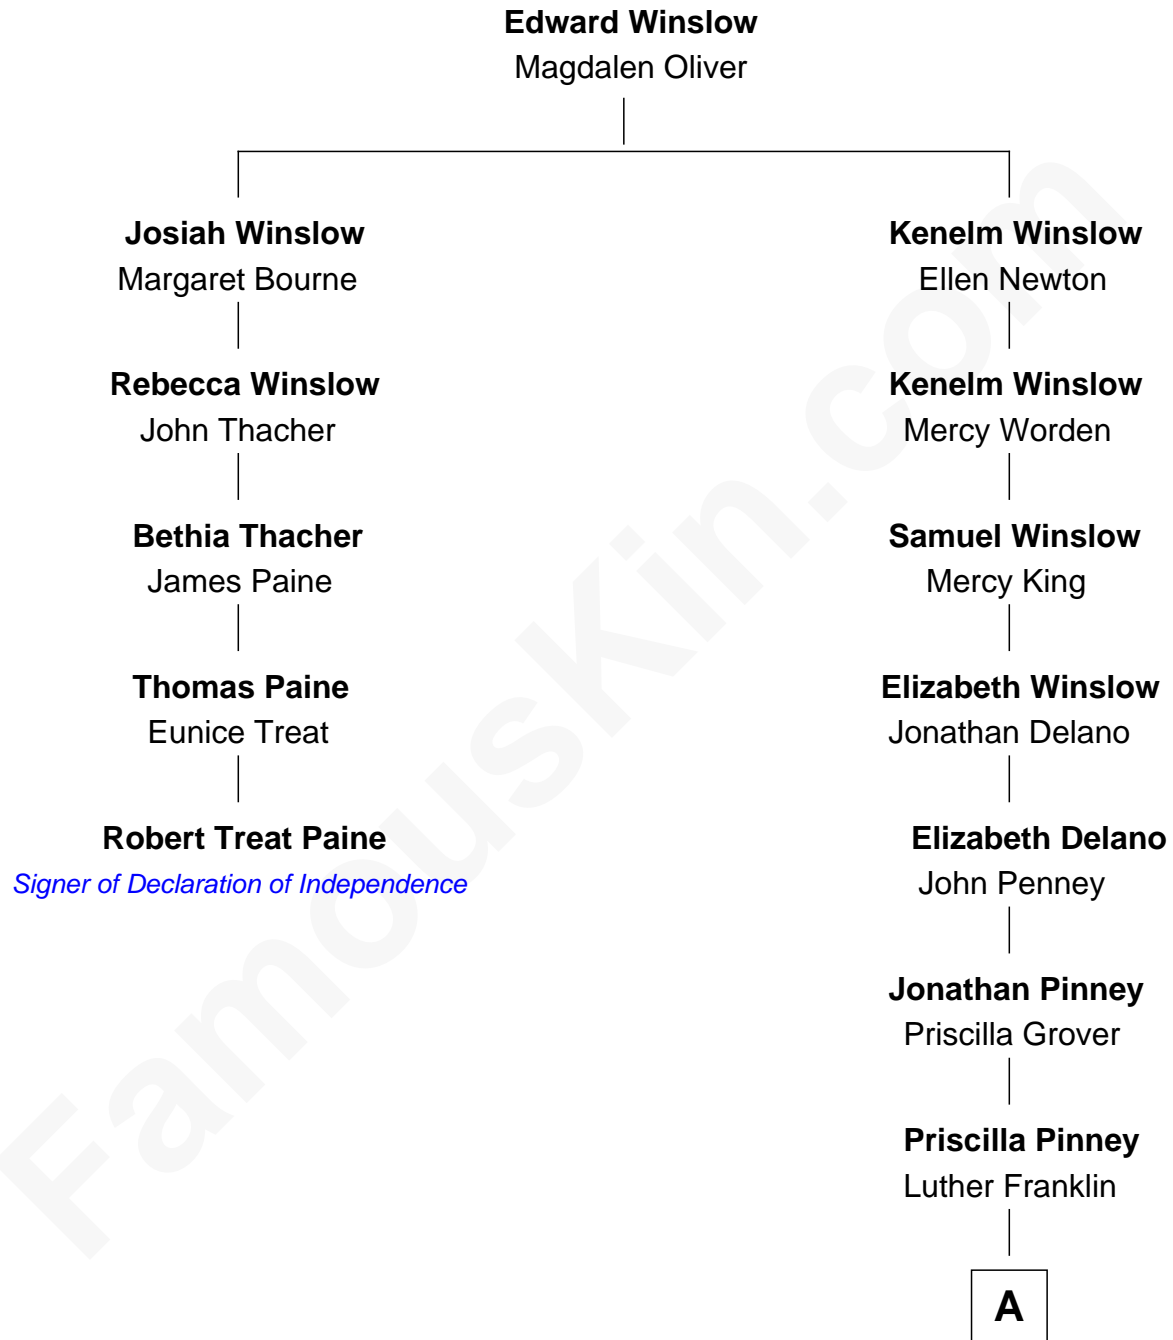 Edward Winslow
Magdalen Oliver
Josiah Winslow
Margaret Bourne
Rebecca Winslow
John Thacher
Bethia Thacher
James Paine
Thomas Paine
Eunice Treat
Robert Treat Paine
Signer of Declaration of Independence
Kenelm Winslow
Ellen Newton
Kenelm Winslow
Mercy Worden
Samuel Winslow
Mercy King
Elizabeth Winslow
Jonathan Delano
Elizabeth Delano
John Penney
Jonathan Pinney
Priscilla Grover
Priscilla Pinney
Luther Franklin
A
FamousKin.com